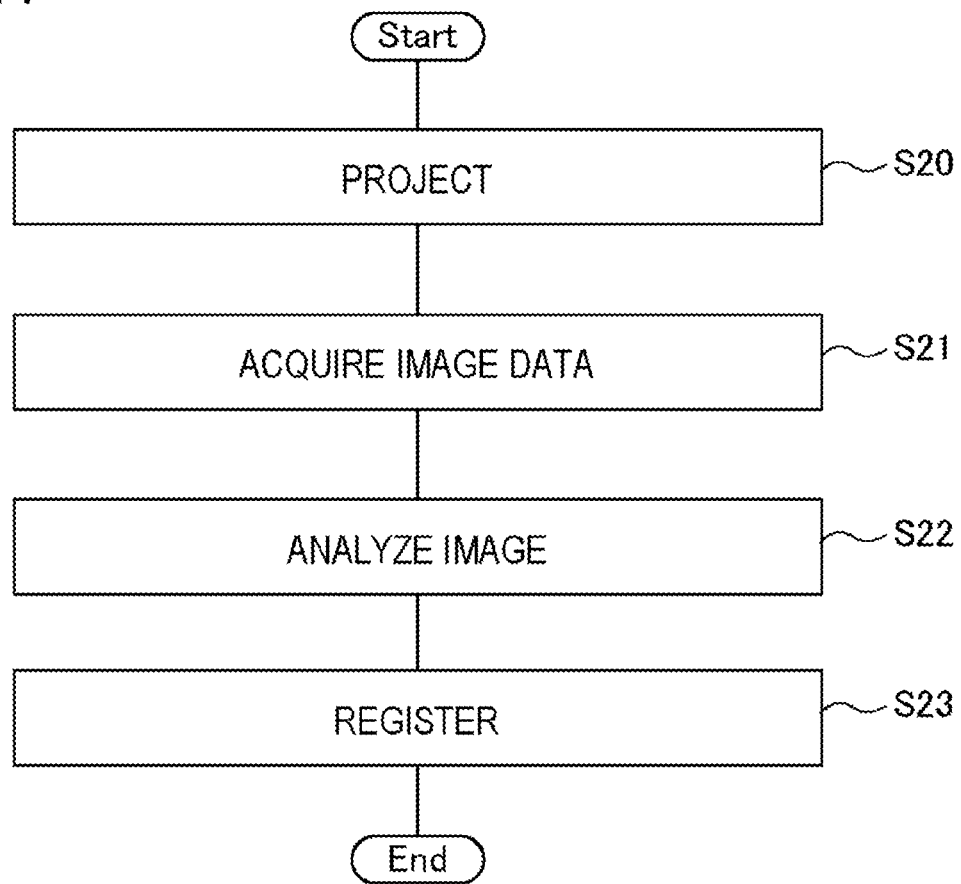 Start
PROJECT
S20
ACQUIRE IMAGE DATA
S21
ANALYZE IMAGE
S22
REGISTER
S23
End